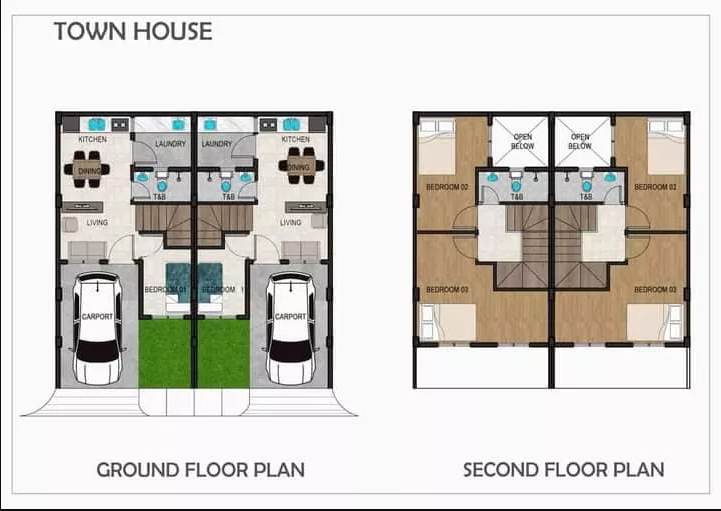 TOWN HOUSE
KITCHEN
LAUNDRY
LAUNDRY
KITCHEN
DINING
DINING
T&B
T&B
LIVING
LIVING
BEDROOM 01
BEDROOM 1
CARPORT
CARPORT
GROUND FLOOR PLAN
OPEN
BELOW
OPEN
BELOW
BEDROOM 02
BEDROOM 02
T&B
T&B
BEDROOM 03
BEDROOM 03
SECOND FLOOR PLAN